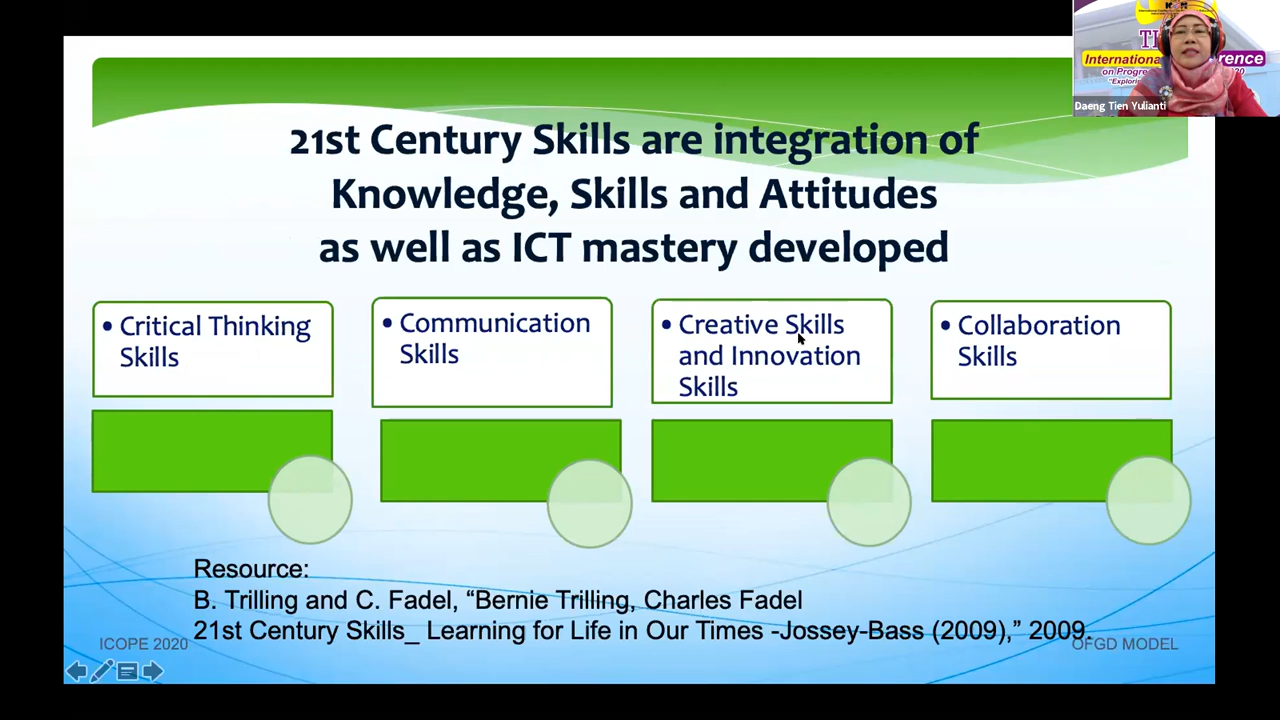 21st Century Skills are integration of
Knowledge, Skills and Attitudes
as well as ICT mastery developed
• Critical Thinking
Skills
• Communication
Skills
• Creative Skills
and Innovation
Skills
• Collaboration
Skills
Resource:
B. Trilling and C. Fadel, “Bernie Trilling, Charles Fadel
21st Century Skills_ Learning for Life in Our Times -Jossey-Bass (2009),” 2009.
ICOPE 2020
OFGD MODEL
International rence
on Progre 20
Daeng Tien Yulianti